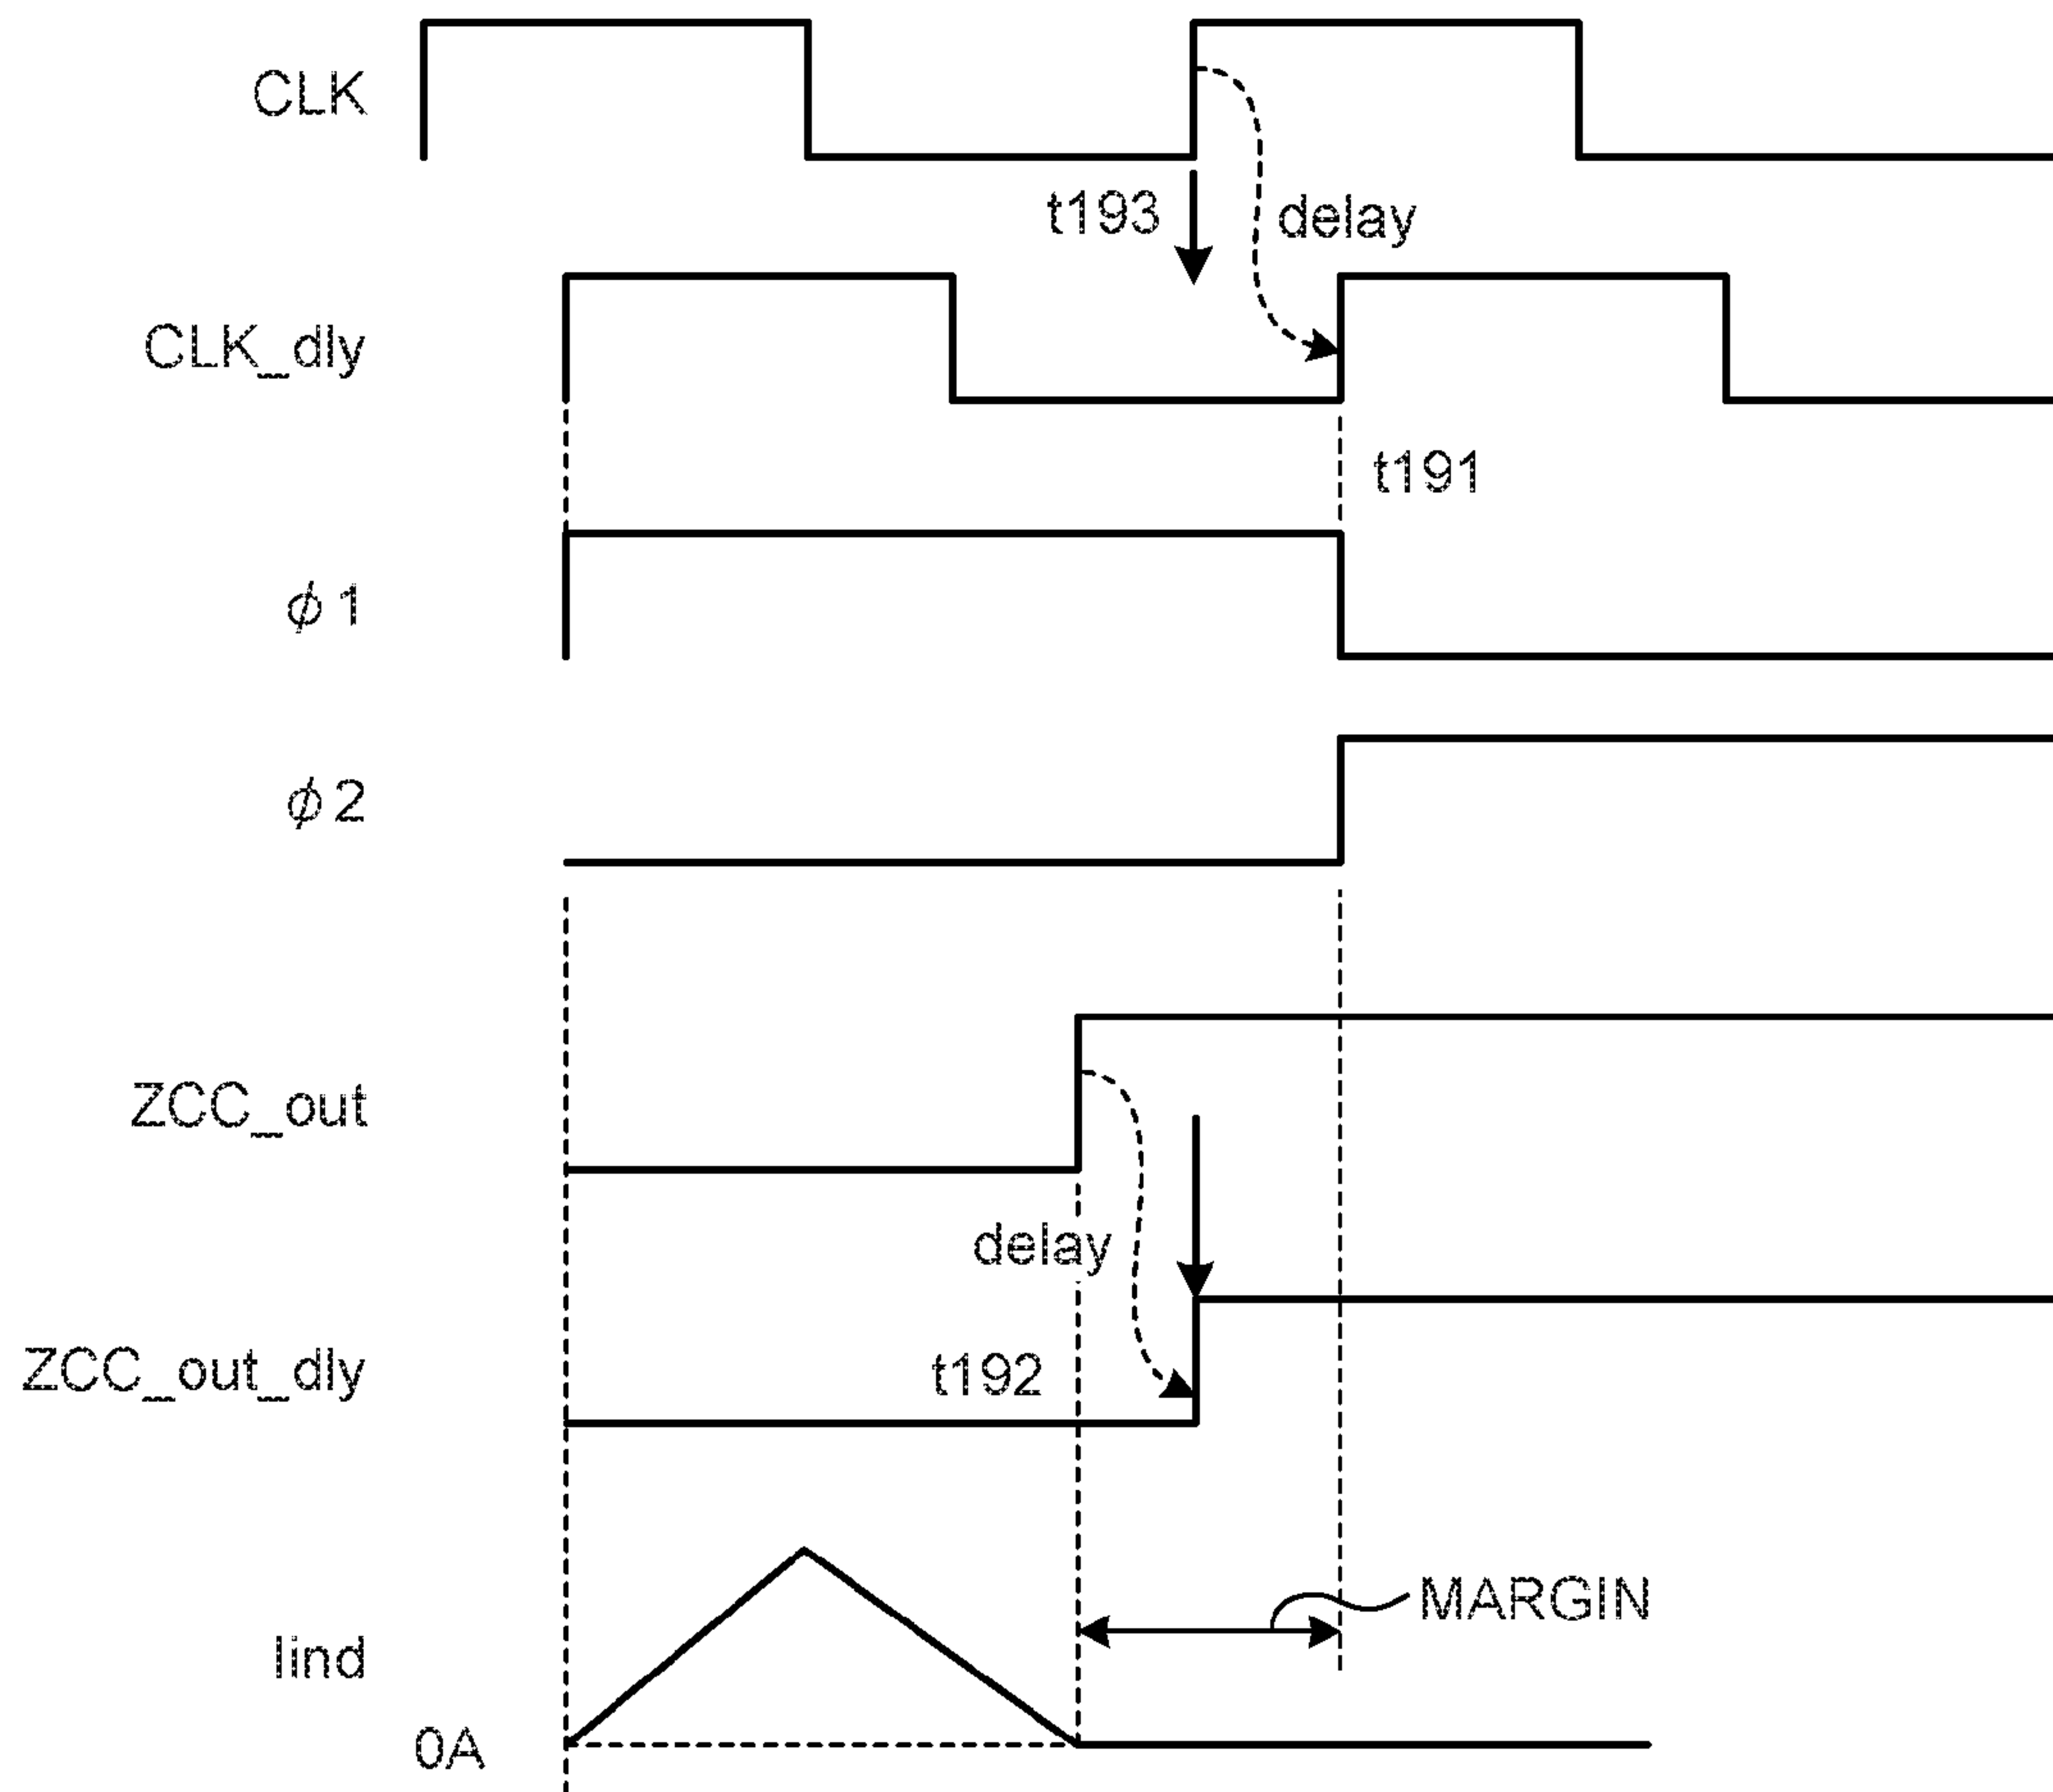 CLK
t193
delay
CLK_dly
t191
φ1
φ2
ZCC_out
delay
ZCC_out_dly
t192
MARGIN
Iind
0A